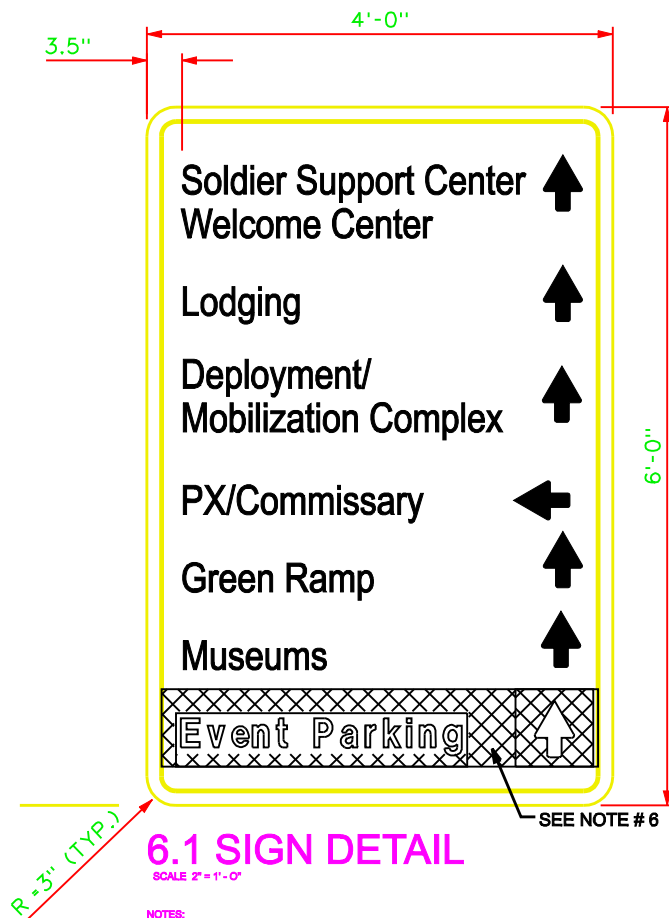 4'-0"
3.5"
Soldier Support Center
Welcome Center
Lodging
Deployment/
Mobilization Complex
6'-0"
PX/Commissary
Green Ramp
Museums
Event Parking
SEE NOTE # 6
R =3" (TYP.)
6.1 SIGN DETAIL
SCALE 2" = 1'-0"
NOTES: